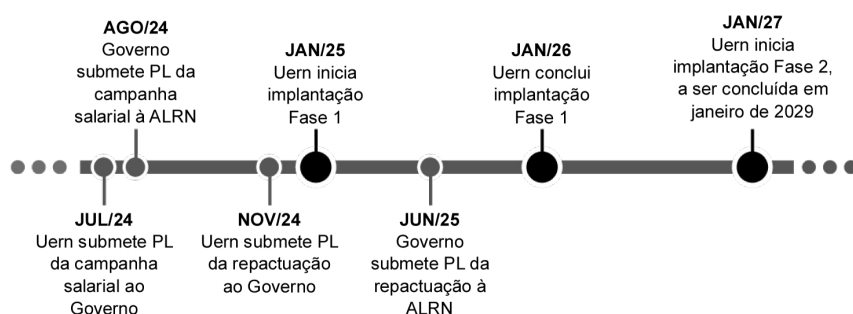 AGO/24
Governo
submete PL da
campanha
salarial à ALRN
JAN/25
Uern inicia
implantação
Fase 1
JAN/26
Uern conclui
implantação
Fase 1
JAN/27
Uern inicia
implantação Fase 2,
a ser concluída em
janeiro de 2029
JUL/24
Uern submete PL
da campanha
salarial ao
Governo
NOV/24
Uern submete PL
da repactuação
ao Governo
JUN/25
Governo
submete PL da
repactuação à
ALRN